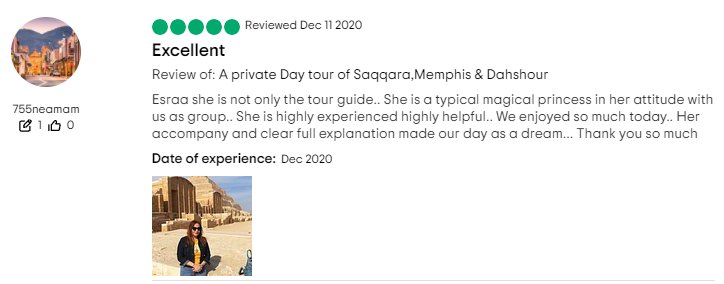 Reviewed Dec 11 2020
Excellent
Review of: A private Day tour of Saqqara,Memphis & Dahshour
755neamam
1 0
Esraa she is not only the tour guide.. She is a typical magical princess in her attitude with
us as group.. She is highly experienced highly helpful.. We enjoyed so much today.. Her
accompany and clear full explanation made our day as a dream... Thank you so much
Date of experience: Dec 2020